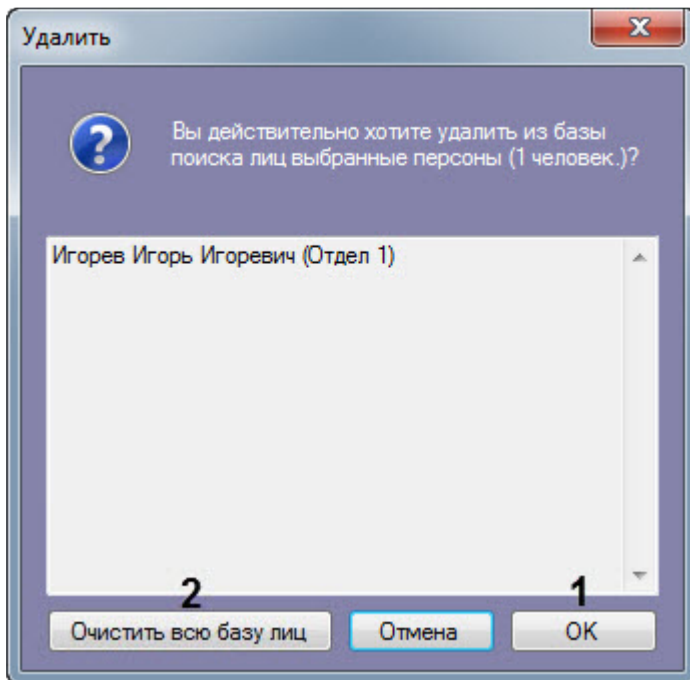 Удалить
Вы действительно хотите удалить из базы
поиска лиц выбранные персоны (1 человек.)?
Игорев Игорь Игоревич (Отдел 1)
2
1
Очистить всю базу лиц
Отмена
OK